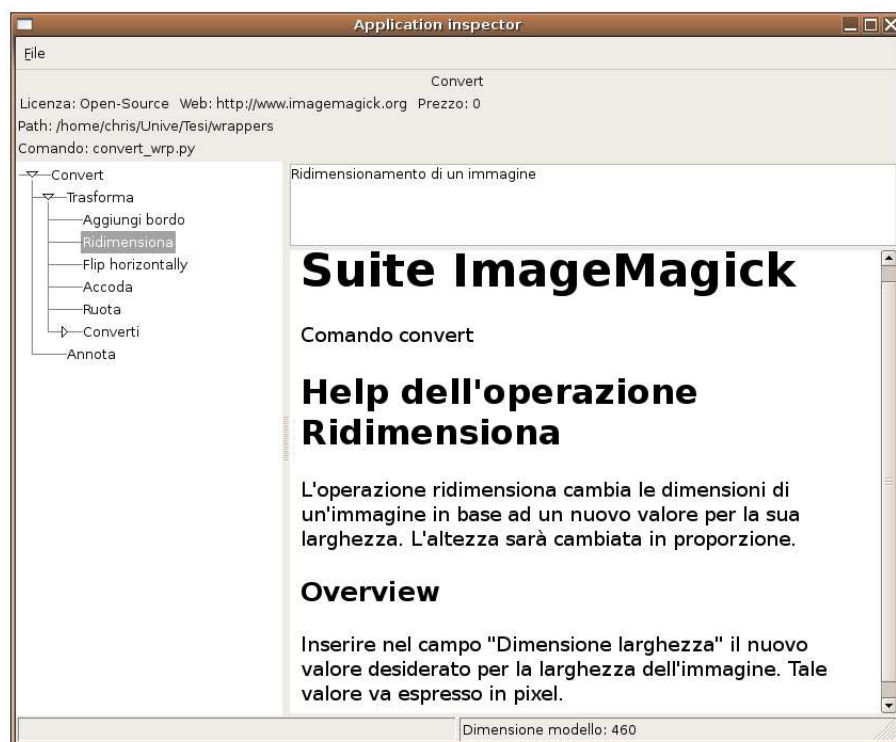 Application inspector
File
Convert
Licenza: Open-Source Web: http://www.imagemagick.org Prezzo: 0
Path: /home/chris/Unive/Tesi/wrappers
Comando: convert_wrp.py
Convert
Trasforma
Aggiungi bordo
Ridimensiona
Flip horizontally
Accoda
Ruota
Converti
Annota
Ridimensionamento di un immagine
Suite ImageMagick
Comando convert
Help dell'operazione
Ridimensiona
L'operazione ridimensiona cambia le dimensioni di
un'immagine in base ad un nuovo valore per la sua
larghezza. L'altezza sarà cambiata in proporzione.
Overview
Inserire nel campo "Dimensione larghezza" il nuovo
valore desiderato per la larghezza dell'immagine. Tale
valore va espresso in pixel.
Dimensione modello: 460